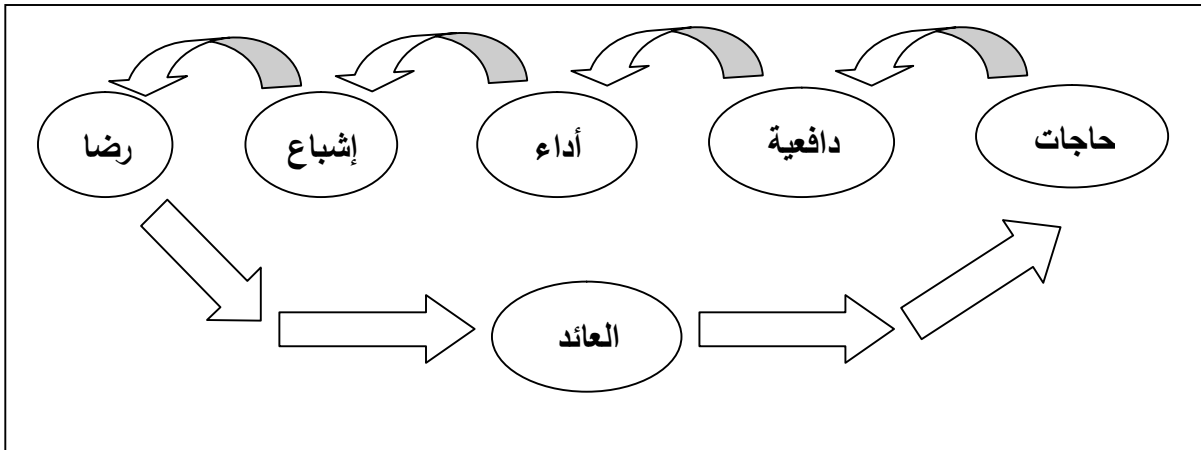 حاجات
دافعية
أداء
إشباع
رضا
العائد